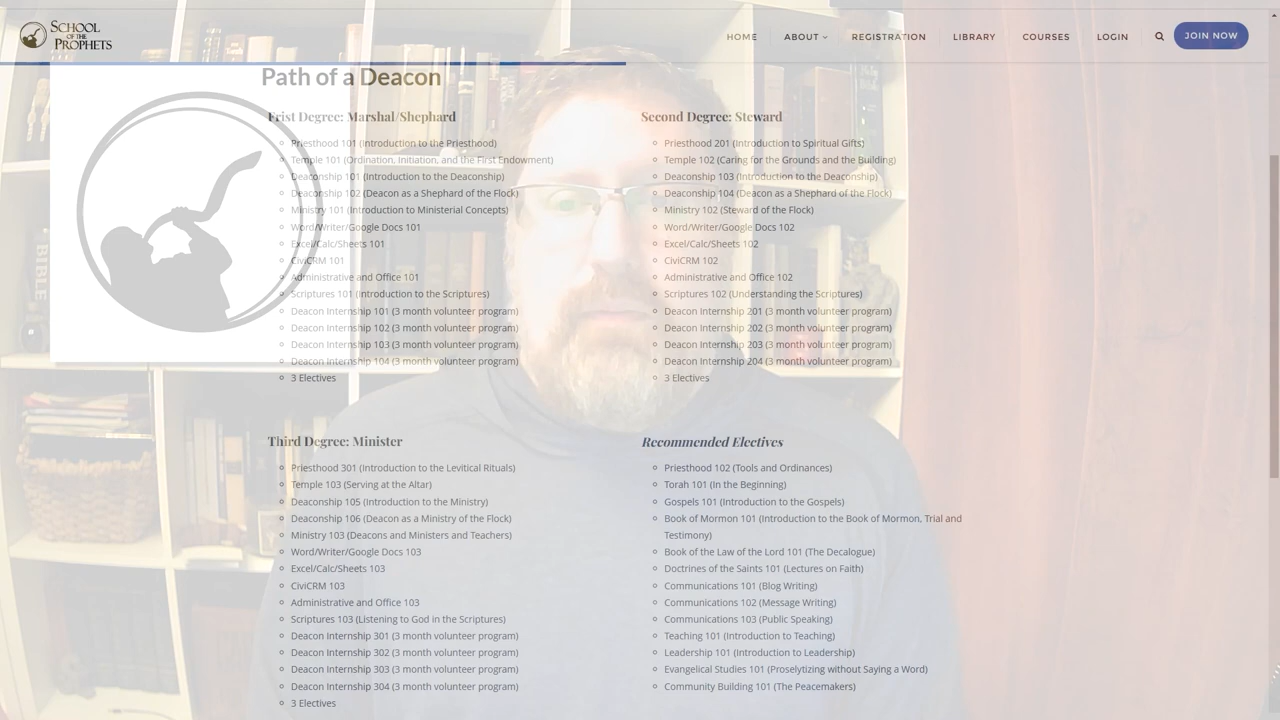 SCHOOL
OF THE
PROPHETS
HOME
ABOUT
REGISTRATION
LIBRARY
COURSES
LOGIN
JOIN NOW
Path of a Deacon
Frist Degree: Marshal/Shephard
Priesthood 101 (Introduction to the Priesthood)
Temple 101 (Ordination, Initiation, and the First Endowment)
Deaconship 101 (Introduction to the Deaconship)
Deaconship 102 (Deacon as a Shephard of the Flock)
Ministry 101 (Introduction to Ministerial Concepts)
Word/Writer/Google Docs 101
Excel/Calc/Sheets 101
CiviCRM 101
Administrative and Office 101
Scriptures 101 (Introduction to the Scriptures)
Deacon Internship 101 (3 month volunteer program)
Deacon Internship 102 (3 month volunteer program)
Deacon Internship 103 (3 month volunteer program)
Deacon Internship 104 (3 month volunteer program)
3 Electives
Second Degree: Steward
Priesthood 201 (Introduction to Spiritual Gifts)
Temple 102 (Caring for the Grounds and the Building)
Deaconship 103 (Introduction to the Deaconship)
Deaconship 104 (Deacon as a Shephard of the Flock)
Ministry 102 (Steward of the Flock)
Word/Writer/Google Docs 102
Excel/Calc/Sheets 102
CiviCRM 102
Administrative and Office 102
Scriptures 102 (Understanding the Scriptures)
Deacon Internship 201 (3 month volunteer program)
Deacon Internship 202 (3 month volunteer program)
Deacon Internship 203 (3 month volunteer program)
Deacon Internship 204 (3 month volunteer program)
3 Electives
BIBLE
Third Degree: Minister
Priesthood 301 (Introduction to the Levitical Rituals)
Temple 103 (Serving at the Altar)
Deaconship 105 (Introduction to the Ministry)
Deaconship 106 (Deacon as a Ministry of the Flock)
Ministry 103 (Deacons and Ministers and Teachers)
Word/Writer/Google Docs 103
Excel/Calc/Sheets 103
CiviCRM 103
Administrative and Office 103
Scriptures 103 (Listening to God in the Scriptures)
Deacon Internship 301 (3 month volunteer program)
Deacon Internship 302 (3 month volunteer program)
Deacon Internship 303 (3 month volunteer program)
Deacon Internship 304 (3 month volunteer program)
3 Electives
Recommended Electives
Priesthood 102 (Tools and Ordinances)
Torah 101 (In the Beginning)
Gospels 101 (Introduction to the Gospels)
Book of Mormon 101 (Introduction to the Book of Mormon, Trial and
Testimony)
Book of the Law of the Lord 101 (The Decalogue)
Doctrines of the Saints 101 (Lectures on Faith)
Communications 101 (Blog Writing)
Communications 102 (Message Writing)
Communications 103 (Public Speaking)
Teaching 101 (Introduction to Teaching)
Leadership 101 (Introduction to Leadership)
Evangelical Studies 101 (Proselytizing without Saying a Word)
Community Building 101 (The Peacemakers)